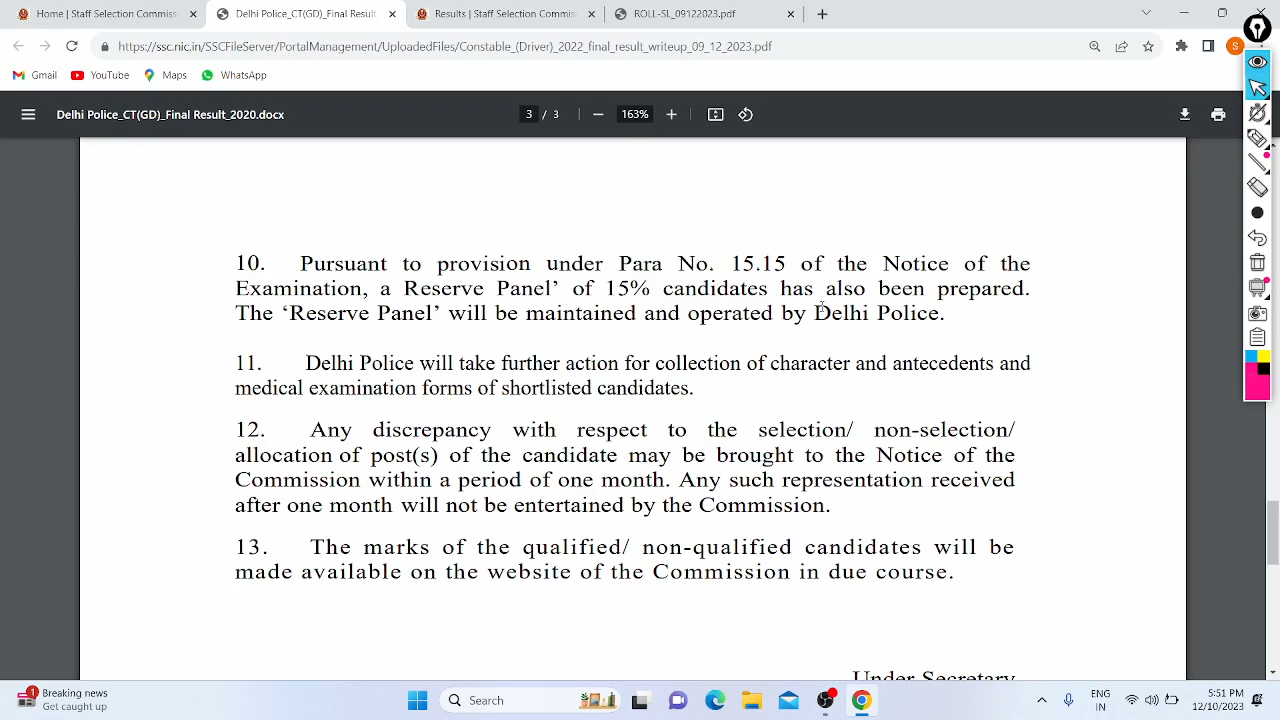 Home | Staff Selection Commissi
Delhi Police_CT(GD)_Final Result
Results | Staff Selection Commissi
ROLL-SL_09122023.pdf
https://ssc.nic.in/SSCFileServer/PortalManagement/UploadedFiles/Constable_(Driver)_2022_final_result_writeup_09_12_2023.pdf
S
Gmail YouTube Maps WhatsApp
Delhi Police_CT(GD)_Final Result_2020.docx
3 / 3
163%
10. Pursuant to provision under Para No. 15.15 of the Notice of the
Examination, a Reserve Panel’ of 15% candidates has also been prepared.
The ‘Reserve Panel’ will be maintained and operated by Delhi Police.
11. Delhi Police will take further action for collection of character and antecedents and
medical examination forms of shortlisted candidates.
12. Any discrepancy with respect to the selection/ non-selection/
allocation of post(s) of the candidate may be brought to the Notice of the
Commission within a period of one month. Any such representation received
after one month will not be entertained by the Commission.
13. The marks of the qualified/ non-qualified candidates will be
made available on the website of the Commission in due course.
Under Secretary
1
Breaking news
Get caught up
Search
ENG
IN
5:51 PM
12/10/2023